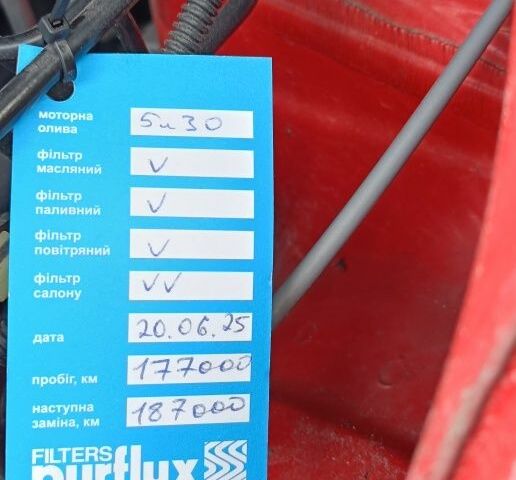 моторна
олива
5w30
фільтр
масляний
✓
фільтр
паливний
✓
фільтр
повітряний
✓
фільтр
салону
✓✓
дата
20.06.25
пробіг, км
177000
наступна
заміна, км
187000
FILTERS
purflux